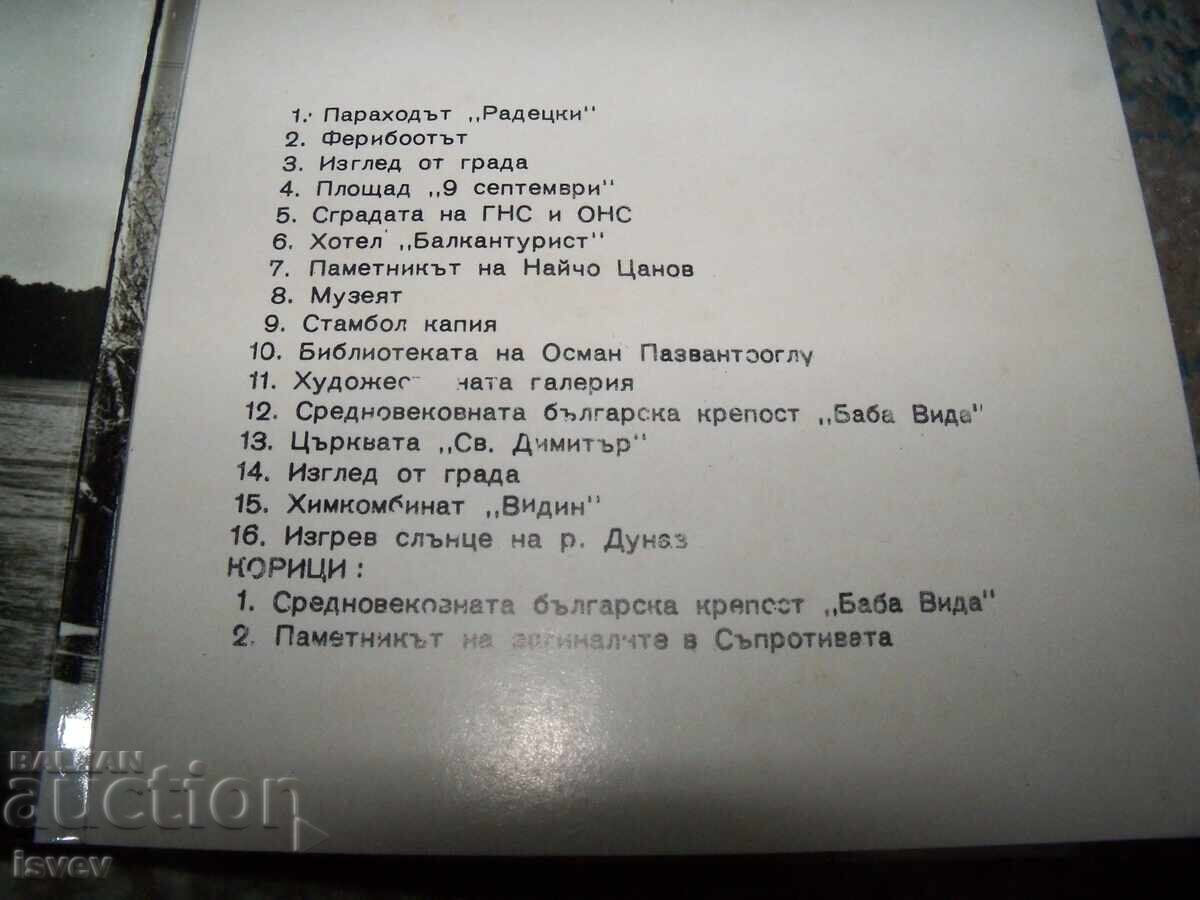 1. Параходът „Радецки"
2. Ферибоотът
3. Изглед от града
4. Площад „9 септември"
5. Сградата на ГНС и ОНС
6. Хотел „Балкантурист"
7. Паметникът на Найчо Цанов
8. Музеят
9. Стамбол капия
10. Библиотеката на Осман Пазвантооглу
11. Художес ната галерия
12. Средновековната българска крепост „Баба Вида"
13. Църквата „Св. Димитър"
14. Изглед от града
15. Химкомбинат „Видин"
16. Изгрев слънце на р. Дунав
КОРИЦИ:
1. Средновековната българска крепост „Баба Вида"
2. Паметникът на загиналите в Съпротивата
BALKAN
auction
isvev